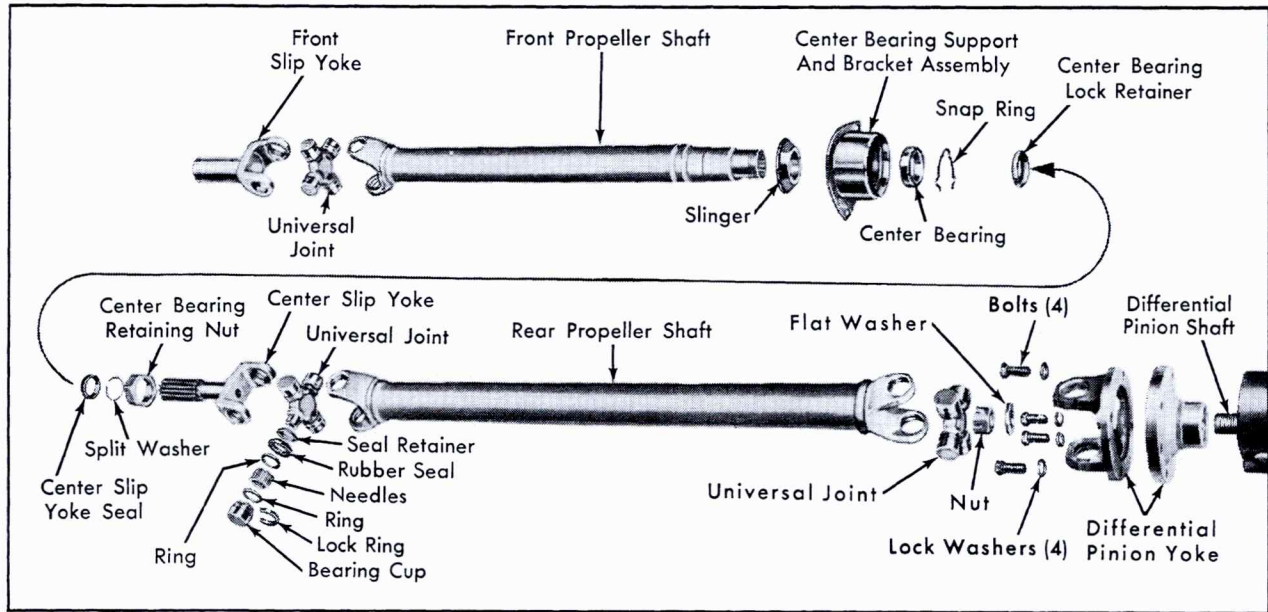 Front
Slip Yoke
Front Propeller Shaft
Center Bearing Support
And Bracket Assembly
Center Bearing
Lock Retainer
Snap Ring
Universal
Joint
Slinger
Center Bearing
Center Bearing
Retaining Nut
Center Slip Yoke
Universal Joint
Rear Propeller Shaft
Flat Washer
Bolts (4)
Differential
Pinion Shaft
Split Washer
Center Slip
Yoke Seal
Seal Retainer
Rubber Seal
Needles
Ring
Ring
Lock Ring
Bearing Cup
Universal Joint
Nut
Lock Washers (4)
Differential
Pinion Yoke